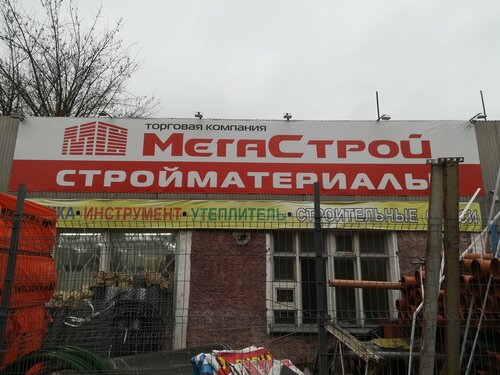 ТОРГОВАЯ КОМПАНИЯ
МЕГАСТРОЙ
СТРОЙМАТЕРИАЛЫ
ИНСТРУМЕНТ • УТЕПЛИТЕЛЬ • СТРОИТЕЛЬНЫЕ